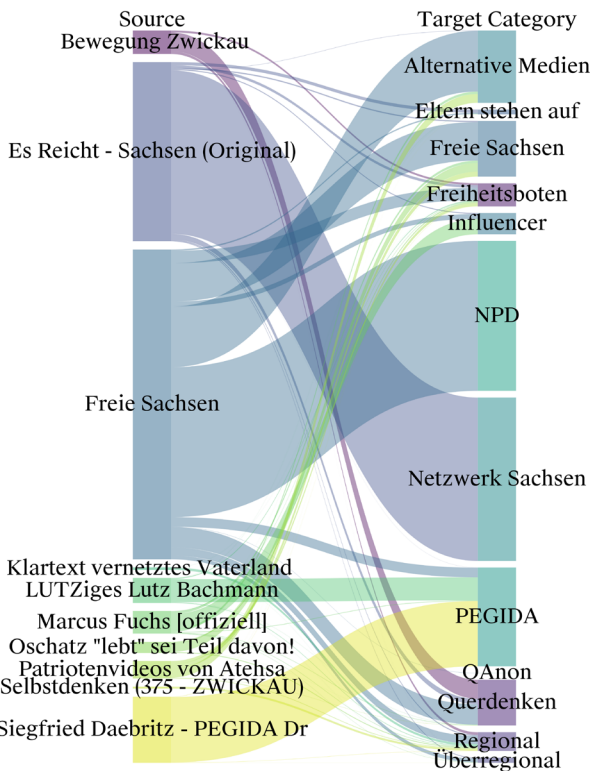 Source
Bewegung Zwickau
Es Reicht - Sachsen (Original)
Freie Sachsen
Klartext vernetztes Vaterland
LUTZiges Lutz Bachmann
Marcus Fuchs [offiziell]
Oschatz "lebt" sei Teil davon!
Patriotenvideos von Atehsa
Selbstdenken (375 - ZWICKAU)
Siegfried Daebritz - PEGIDA Dr
Target Category
Alternative Medien
Eltern stehen auf
Freie Sachsen
Freiheitsboten
Influencer
NPD
Netzwerk Sachsen
PEGIDA
QAnon
Querdenken
Regional
Überregional